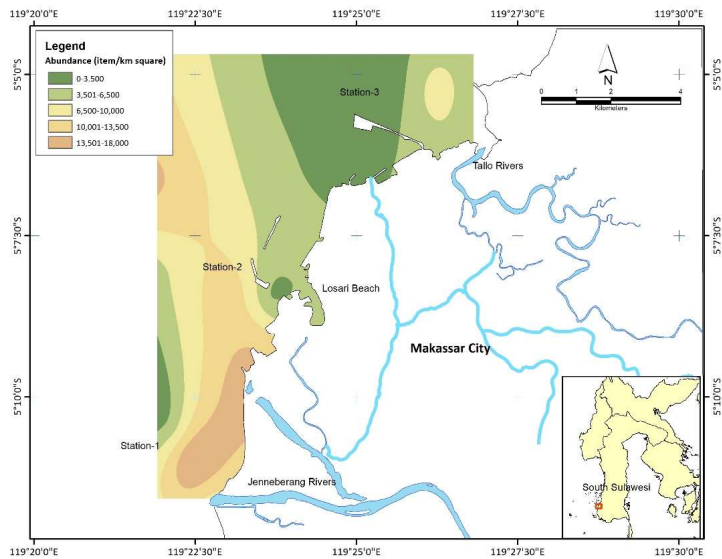 119°20'0"E
119°22'30"E
119°25'0"E
119°27'30"E
119°30'0"E
Legend
Abundance (item/km square)
0-3.500
3,501-6,500
6,500-10,000
10,001-13,500
13,501-18,000
N
0 1 2 4
Kilometers
5°5'0"S
5°5'0"S
Station-3
Tallo Rivers
5°7'30"S
5°7'30"S
Station-2
Losari Beach
Makassar City
5°10'0"S
5°10'0"S
Station-1
Jenneberang Rivers
South Sulawesi
119°20'0"E
119°22'30"E
119°25'0"E
119°27'30"E
119°30'0"E